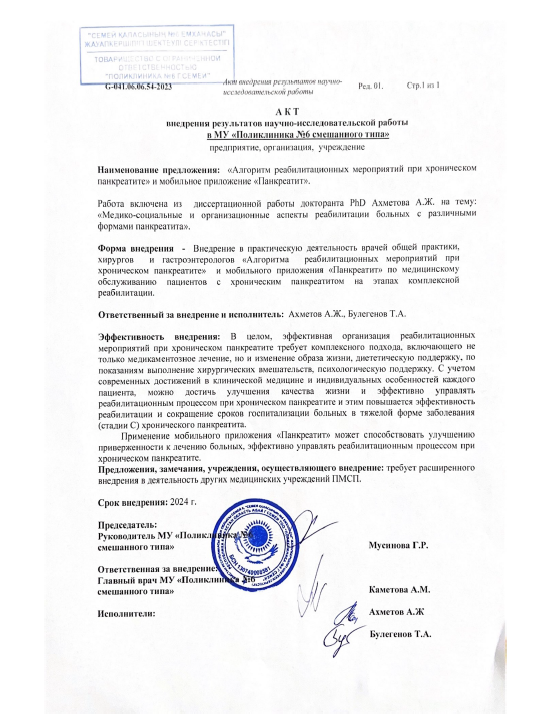 "СЕМЕЙ ҚАЛАСЫНЫҢ №6 ЕМХАНАСЫ"
ЖАУАПКЕРШІЛІГІ ШЕКТЕУЛІ СЕРІКТЕСТІГІ
ТОВАРИЩЕСТВО С ОГРАНИЧЕННОЙ
ОТВЕТСТВЕННОСТЬЮ
"ПОЛИКЛИНИКА №6 Г.СЕМЕЙ"
G-041.06.06.54-2023
Акт внедрения результатов научно-
исследовательской работы
Ред. 01.
Стр.1 из 1
А К Т
внедрения результатов научно-исследовательской работы
в МУ «Поликлиника №6 смешанного типа»
предприятие, организация, учреждение
Наименование предложения: «Алгоритм реабилитационных мероприятий при хроническом
панкреатите» и мобильное приложение «Панкреатит».
Работа включена из диссертационной работы докторанта PhD Ахметова А.Ж. на тему:
«Медико-социальные и организационные аспекты реабилитации больных с различными
формами панкреатита».
Форма внедрения - Внедрение в практическую деятельность врачей общей практики,
хирургов и гастроэнтерологов «Алгоритма реабилитационных мероприятий при
хроническом панкреатите» и мобильного приложения «Панкреатит» по медицинскому
обслуживанию пациентов с хроническим панкреатитом на этапах комплексной
реабилитации.
Ответственный за внедрение и исполнитель: Ахметов А.Ж., Булегенов Т.А.
Эффективность внедрения: В целом, эффективная организация реабилитационных
мероприятий при хроническом панкреатите требует комплексного подхода, включающего не
только медикаментозное лечение, но и изменение образа жизни, диететическую поддержку, по
показаниям выполнение хирургических вмешательств, психологическую поддержку. С учетом
современных достижений в клинической медицине и индивидуальных особенностей каждого
пациента, можно достичь улучшения качества жизни и эффективно управлять
реабилитационным процессом при хроническом панкреатите и этим повышается эффективность
реабилитации и сокращение сроков госпитализации больных в тяжелой форме заболевания
(стадии С) хронического панкреатита.
Применение мобильного приложения «Панкреатит» может способствовать улучшению
приверженности к лечению больных, эффективно управлять реабилитационным процессом при
хроническом панкреатите.
Предложения, замечания, учреждения, осуществляющего внедрение: требует расширенного
внедрения в деятельность других медицинских учреждений ПМСП.
Срок внедрения: 2024 г.
Председатель:
Руководитель МУ «Поликлиника №6
смешанного типа»
Мусинова Г.Р.
Ответственная за внедрение:
Главный врач МУ «Поликлиника №6
смешанного типа»
Каметова А.М.
Исполнители:
Ахметов А.Ж
Булегенов Т.А.